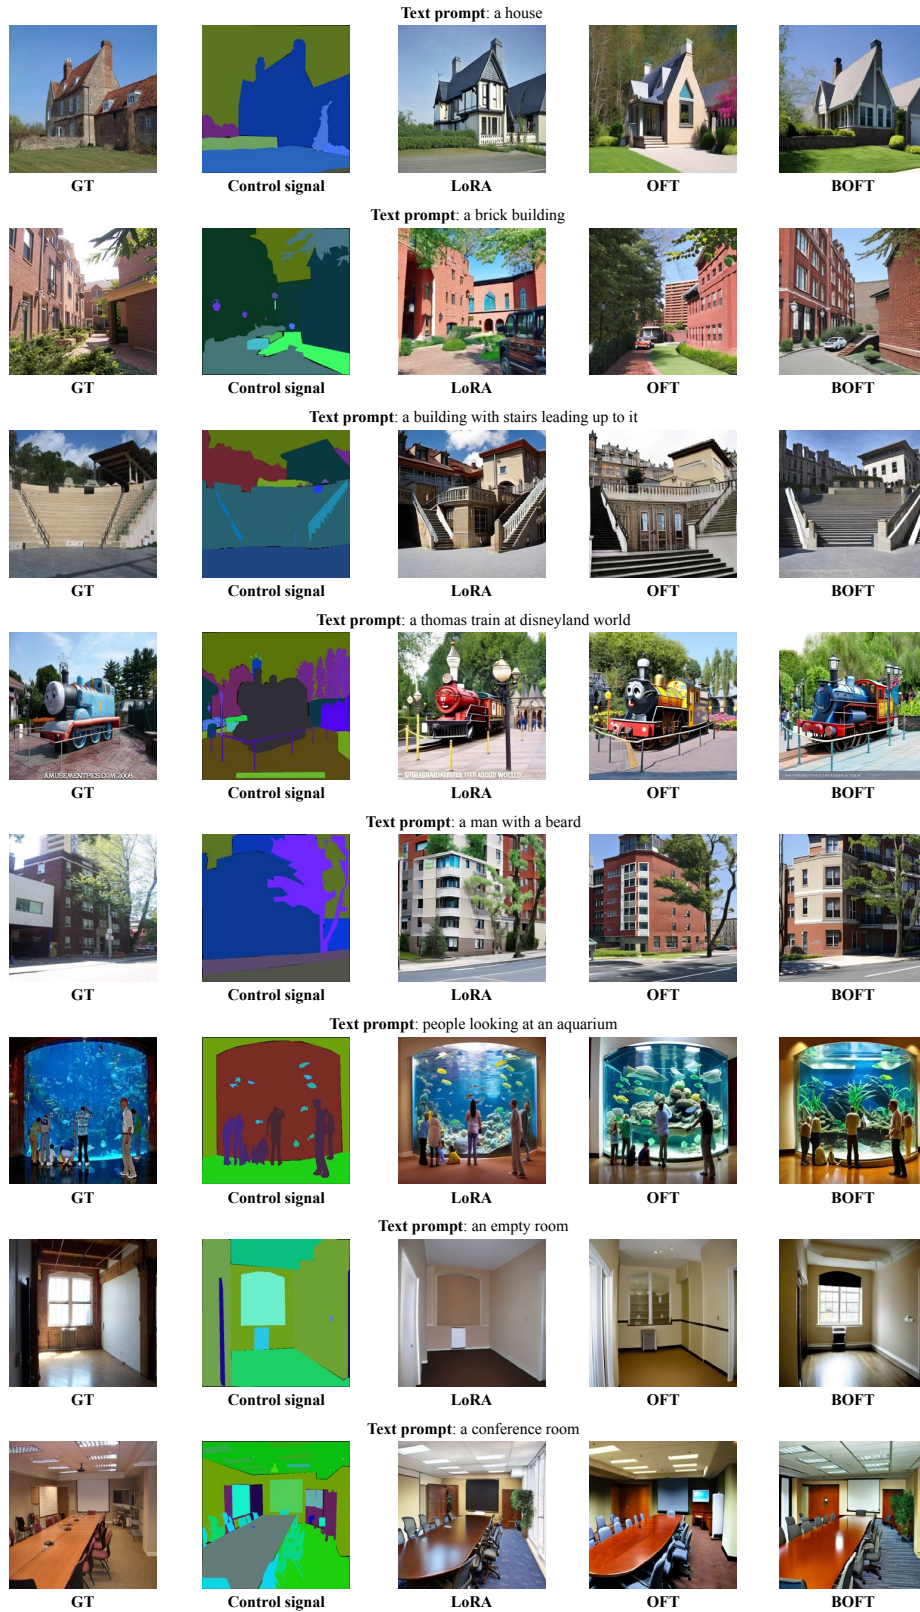 Text prompt: a house
GT Control signal LoRA OFT BOFT
Text prompt: a brick building
GT Control signal LoRA OFT BOFT
Text prompt: a building with stairs leading up to it
GT Control signal LoRA OFT BOFT
Text prompt: a thomas train at disneyland world
AMUSEMENTPICS.COM 2008
GT Control signal LoRA OFT BOFT
Text prompt: a man with a beard
GT Control signal LoRA OFT BOFT
Text prompt: people looking at an aquarium
GT Control signal LoRA OFT BOFT
Text prompt: an empty room
GT Control signal LoRA OFT BOFT
Text prompt: a conference room
GT Control signal LoRA OFT BOFT